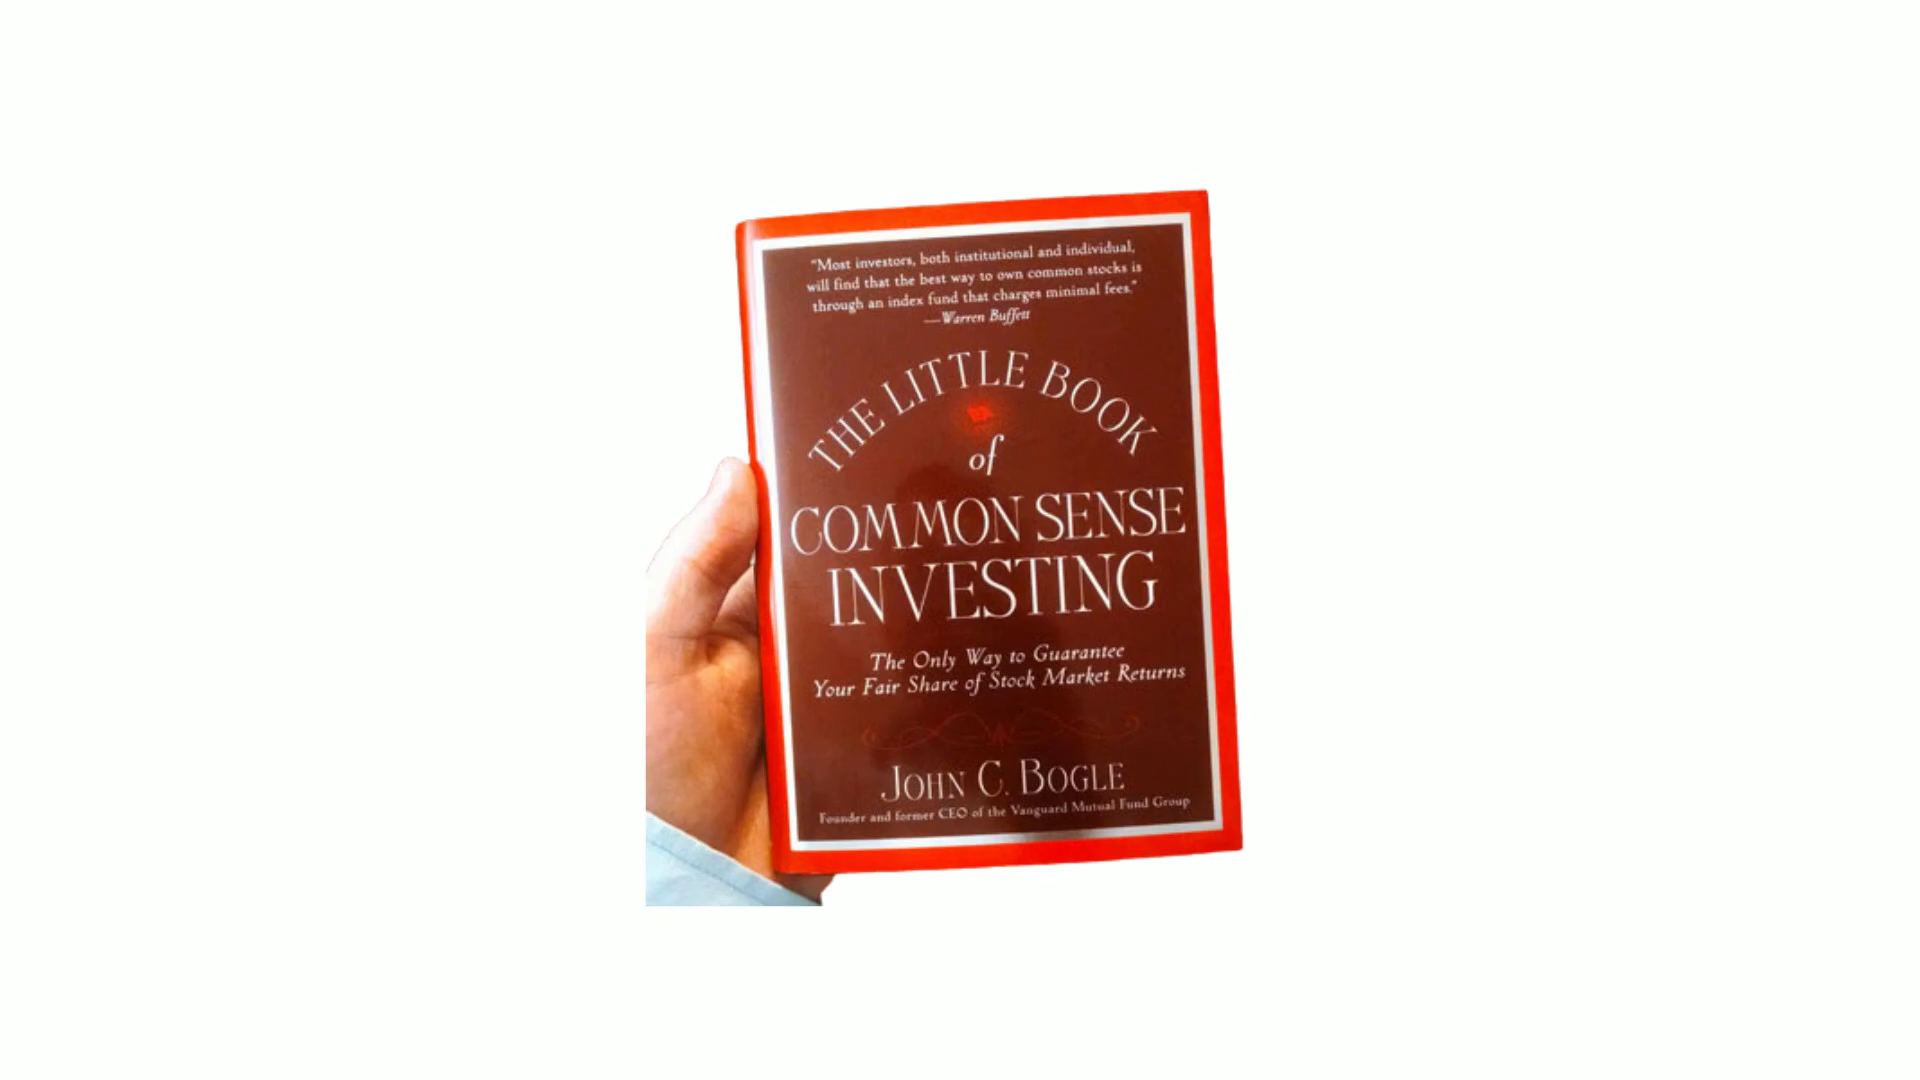 "Most investors, both institutional and individual,
will find that the best way to own common stocks is
through an index fund that charges minimal fees."
—Warren Buffett
THE LITTLE BOOK
of
COMMON SENSE
INVESTING
The Only Way to Guarantee
Your Fair Share of Stock Market Returns
JOHN C. BOGLE
Founder and former CEO of the Vanguard Mutual Fund Group